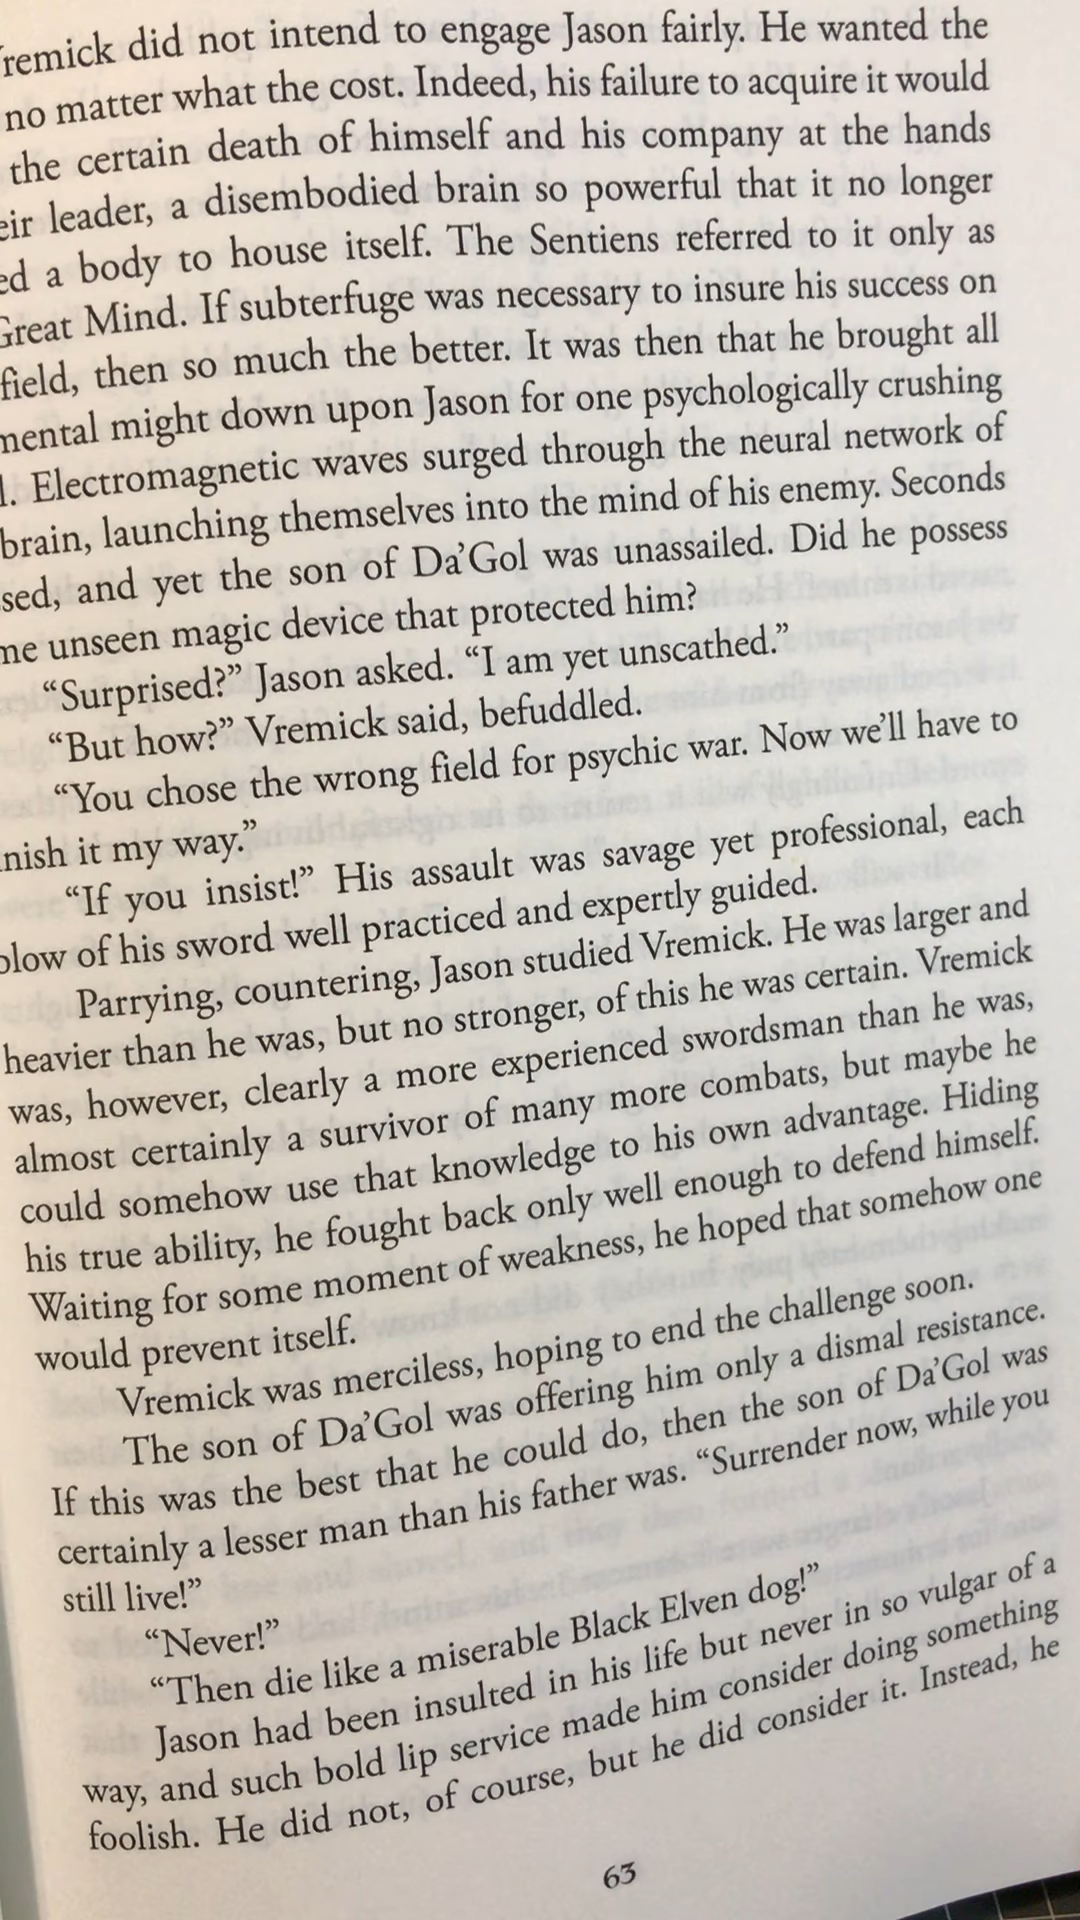 did not intend to engage Jason fairly. He wanted the
no matter what the cost. Indeed, his failure to acquire it would
the certain death of himself and his company at the hands
leader, a disembodied brain so powerful that it no longer
a body to house itself. The Sentiens referred to it only as
Great Mind. If subterfuge was necessary to insure his success on
field, then so much the better. It was then that he brought all
mental might down upon Jason for one psychologically crushing
Electromagnetic waves surged through the neural network of
brain, launching themselves into the mind of his enemy. Seconds
sed, and yet the son of Da’Gol was unassailed. Did he possess
me unseen magic device that protected him?
“Surprised?” Jason asked. “I am yet unscathed.”
“But how?” Vremick said, befuddled.
“You chose the wrong field for psychic war. Now we’ll have to
nish it my way.”
“If you insist!” His assault was savage yet professional, each
blow of his sword well practiced and expertly guided.
Parrying, countering, Jason studied Vremick. He was larger and
heavier than he was, but no stronger, of this he was certain. Vremick
was, however, clearly a more experienced swordsman than he was,
almost certainly a survivor of many more combats, but maybe he
could somehow use that knowledge to his own advantage. Hiding
his true ability, he fought back only well enough to defend himself.
Waiting for some moment of weakness, he hoped that somehow one
would prevent itself.
Vremick was merciless, hoping to end the challenge soon.
The son of Da’Gol was offering him only a dismal resistance.
If this was the best that he could do, then the son of Da’Gol was
certainly a lesser man than his father was. “Surrender now, while you
still live!”
“Never!”
“Then die like a miserable Black Elven dog!”
Jason had been insulted in his life but never in so vulgar of a
way, and such bold lip service made him consider doing something
foolish. He did not, of course, but he did consider it. Instead, he
63